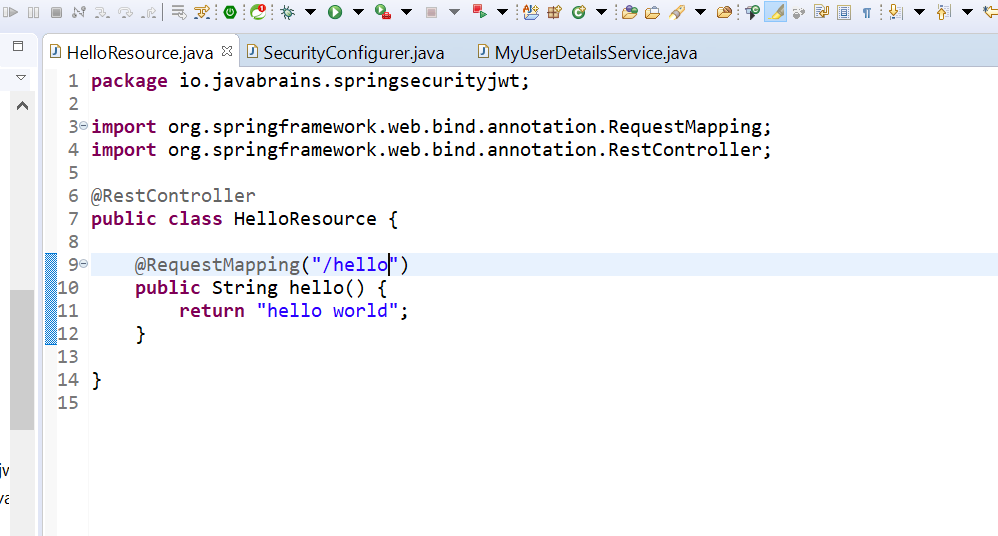 HelloResource.java
SecurityConfigurer.java
MyUserDetailsService.java
1 package io.javabrains.springsecurityjwt;
2
3 import org.springframework.web.bind.annotation.RequestMapping;
4 import org.springframework.web.bind.annotation.RestController;
5
6 @RestController
7 public class HelloResource {
8
9     @RequestMapping("/hello")
10     public String hello() {
11         return "hello world";
12     }
13
14 }
15